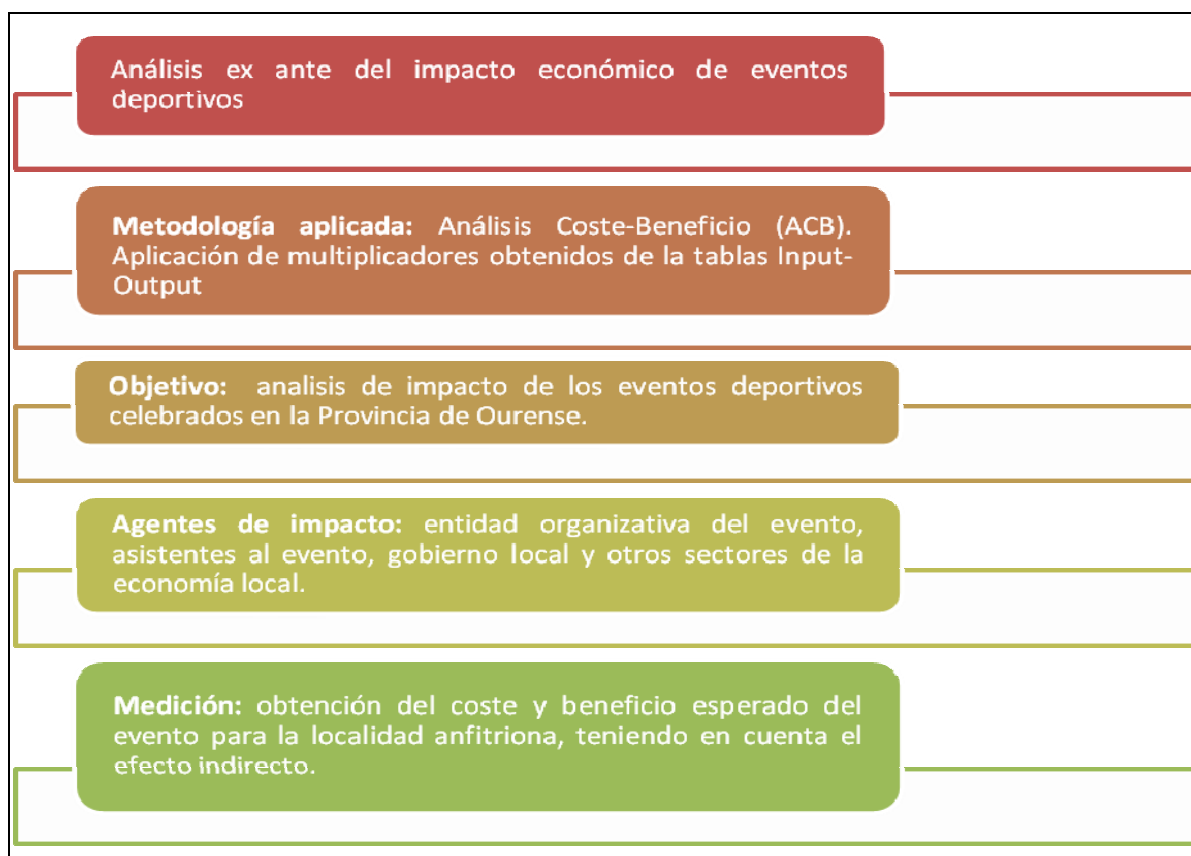 Análisis ex ante del impacto económico de eventos
deportivos
Metodología aplicada: Análisis Coste-Beneficio (ACB).
Aplicación de multiplicadores obtenidos de la tablas Input-
Output
Objetivo: analisis de impacto de los eventos deportivos
celebrados en la Provincia de Ourense.
Agentes de impacto: entidad organizativa del evento,
asistentes al evento, gobierno local y otros sectores de la
economía local.
Medición: obtención del coste y beneficio esperado del
evento para la localidad anfitriona, teniendo en cuenta el
efecto indirecto.